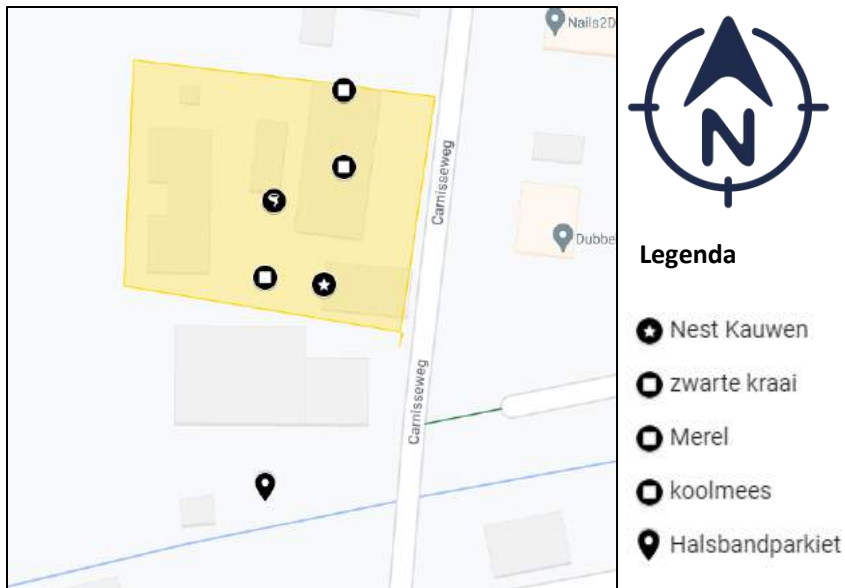 Nails2D
Carnisseweg
Dubbe
Carnisseweg
N
Legenda
Nest Kauwen
zwarte kraai
Merel
koolmees
Halsbandparkiet